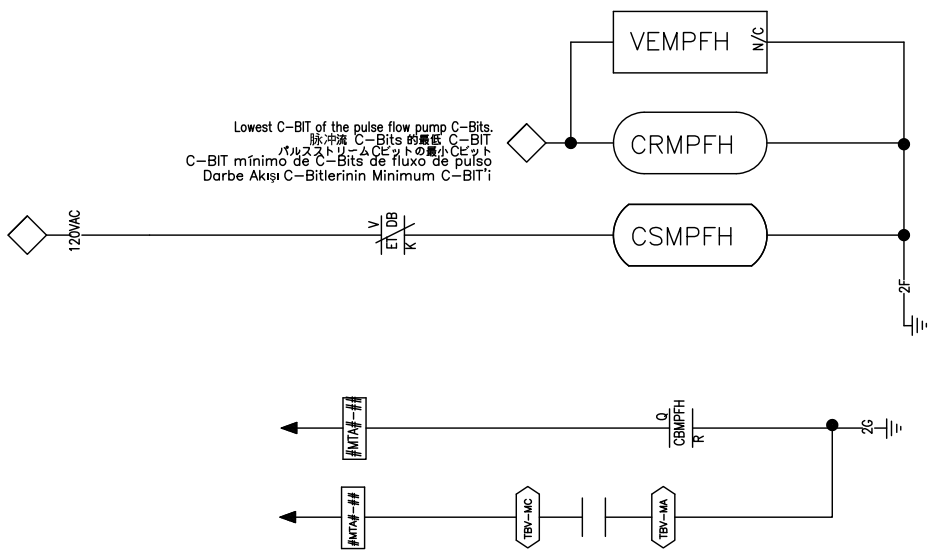 VEMPFH
N/C
Lowest C-BIT of the pulse flow pump C-Bits.
脉冲流 C-Bits 的最低 C-BIT
パルスストリームCビットの最小Cビット
C-BIT mínimo de C-Bits de fluxo de pulso
Darbe Akışı C-Bitlerinin Minimum C-BIT'i
CRMPFH
120VAC
V
ET DB
K
CSMPFH
2F
#MTA#-##
Q
CBMPFH
R
2G
#MTA#-##
TBV-MC
TBV-MA